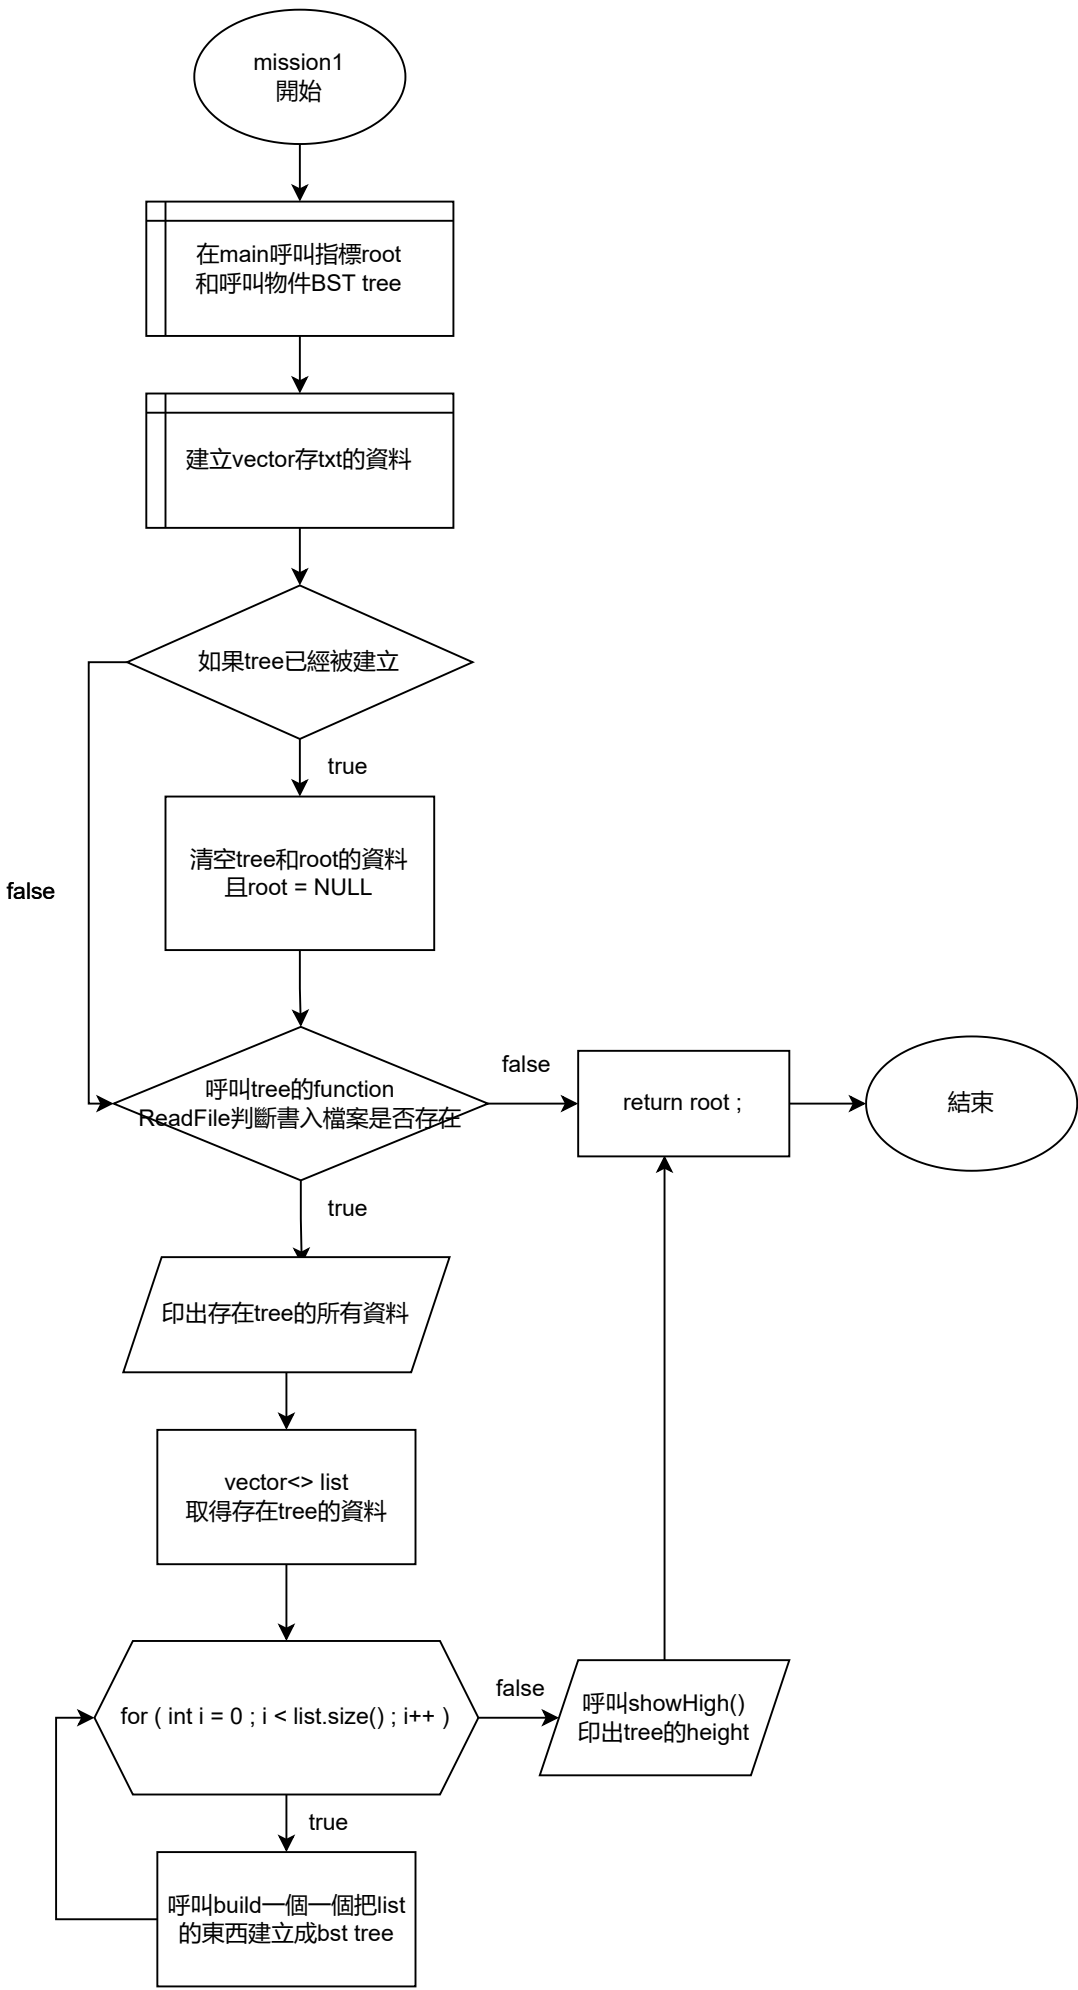 mission1
開始
在main呼叫指標root
和呼叫物件BST tree
建立vector存txt的資料
如果tree已經被建立
true
清空tree和root的資料
且root = NULL
false
呼叫tree的function
ReadFile判斷書入檔案是否存在
false
return root ;
結束
true
印出存在tree的所有資料
vector<> list
取得存在tree的資料
for ( int i = 0 ; i < list.size() ; i++ )
false
呼叫showHigh()
印出tree的height
true
呼叫build一個一個把list
的東西建立成bst tree